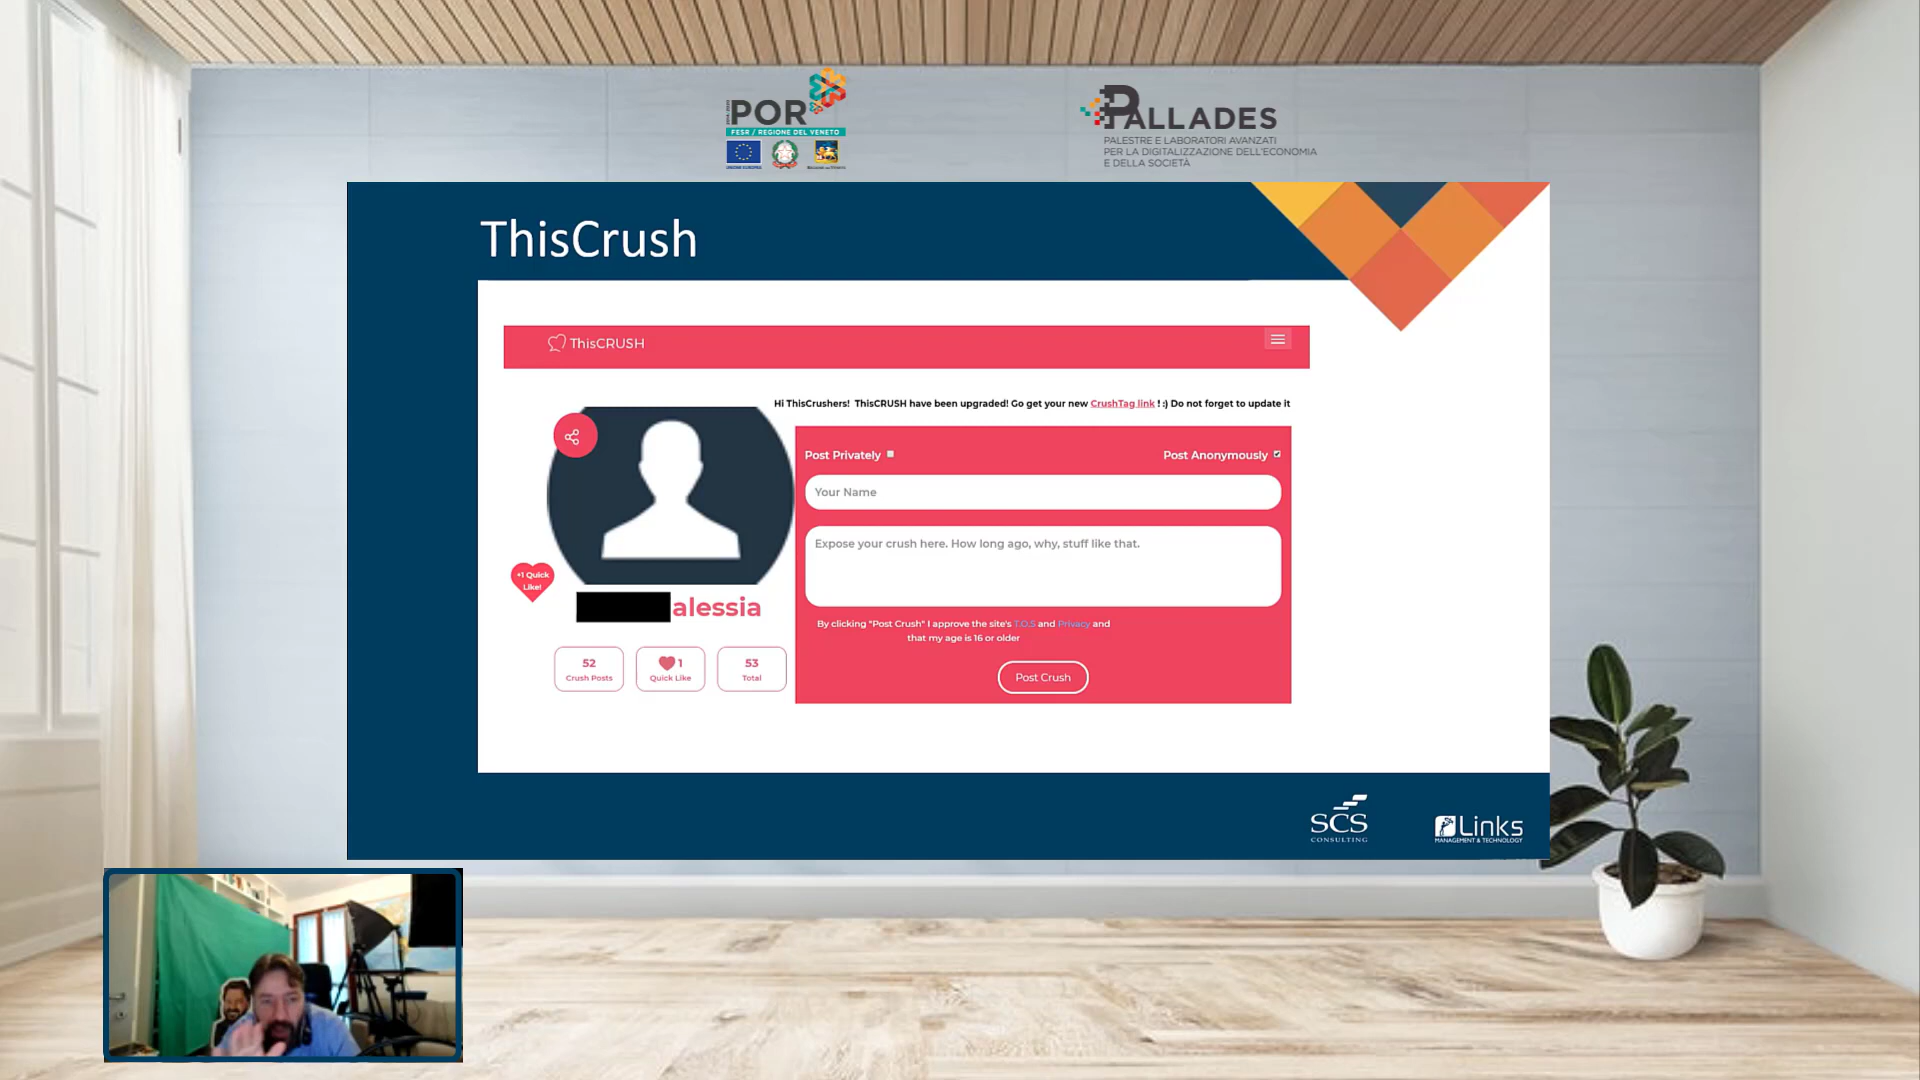 POR
FESR / REGIONE DEL VENETO
PALLADES
PALESTRE E LABORATORI AVANZATI
PER LA DIGITALIZZAZIONE DELL'ECONOMIA
E DELLA SOCIETÀ
ThisCrush
ThisCRUSH
Hi ThisCrushers! ThisCRUSH have been upgraded! Go get your new CrushTag link ! :) Do not forget to update it
Post Privately
Post Anonymously
Your Name
Expose your crush here. How long ago, why, stuff like that.
+1 Quick
Like!
alessia
By clicking "Post Crush" I approve the site's T.O.S and Privacy and
that my age is 16 or older
52
Crush Posts
1
Quick Like
53
Total
Post Crush
SCS
CONSULTING
Links
MANAGEMENT & TECHNOLOGY